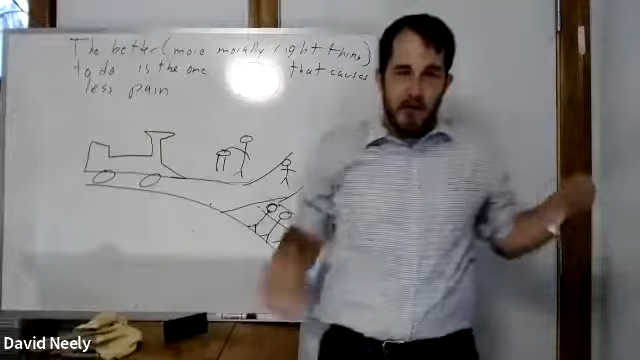 The better (more morally right thing)
to do is the one that causes
less pain
David Neely